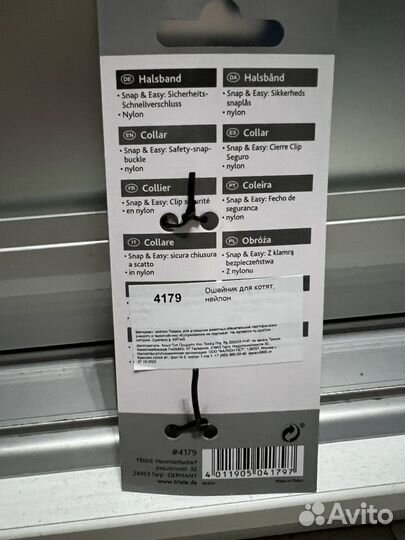 DE Halsband
• Snap & Easy: Sicherheits-
Schnellverschluss
• Nylon
EN Collar
• Snap & Easy: Safety-snap-
buckle
• nylon
FR Collier
• Snap & Easy: Clip sécurité
• en nylon
IT Collare
• Snap & Easy: sicura chiusura
a scatto
• in nylon
DA Halsbånd
• Snap & Easy: Sikkerheds
snaplås
• nylon
ES Collar
• Snap & Easy: Cierre Clip
Seguro
• nylon
PT Coleira
• Snap & Easy: Fecho de
seguranca
• nylon
PL Obroża
• Snap & Easy: Z klamrą
bezpieczeństwa
• Z nylonu
4179
Ошейник для котят,
нейлон
#4179
TRIXIE Heimtierbedarf
Industriestr. 32
24963 Tarp · GERMANY
www.trixie.de
4 011905 041797
Made in China
Avito